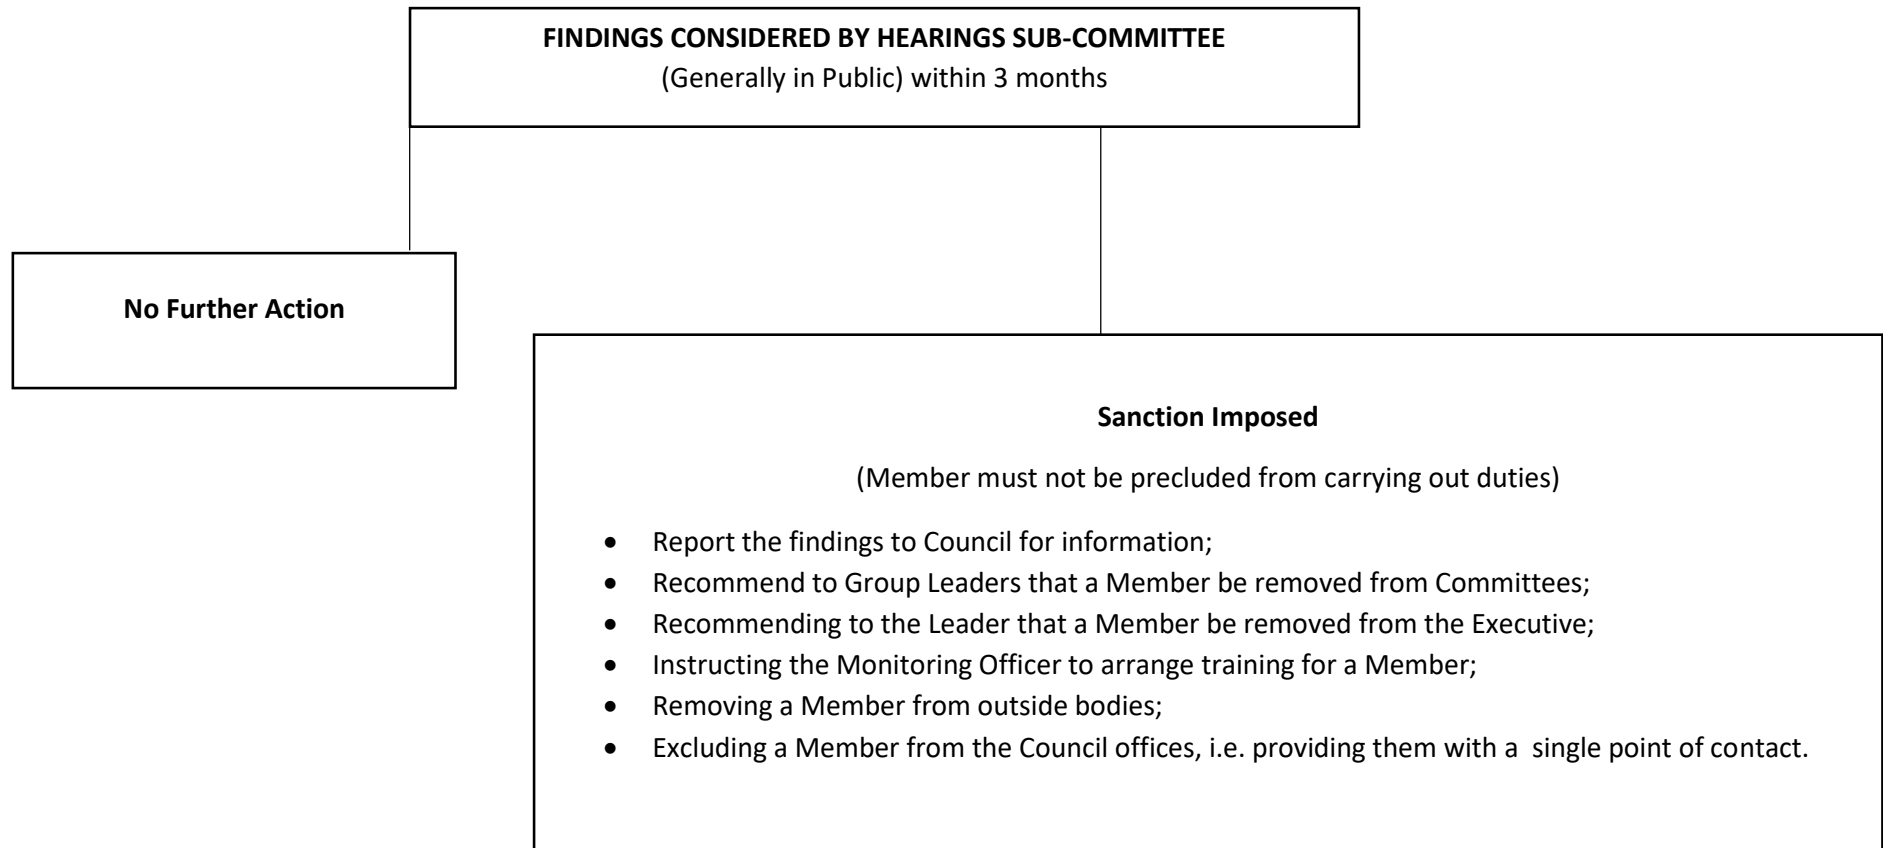 FINDINGS CONSIDERED BY HEARINGS SUB-COMMITTEE
(Generally in Public) within 3 months
No Further Action
Sanction Imposed
(Member must not be precluded from carrying out duties)
• Report the findings to Council for information;
• Recommend to Group Leaders that a Member be removed from Committees;
• Recommending to the Leader that a Member be removed from the Executive;
• Instructing the Monitoring Officer to arrange training for a Member;
• Removing a Member from outside bodies;
• Excluding a Member from the Council offices, i.e. providing them with a  single point of contact.